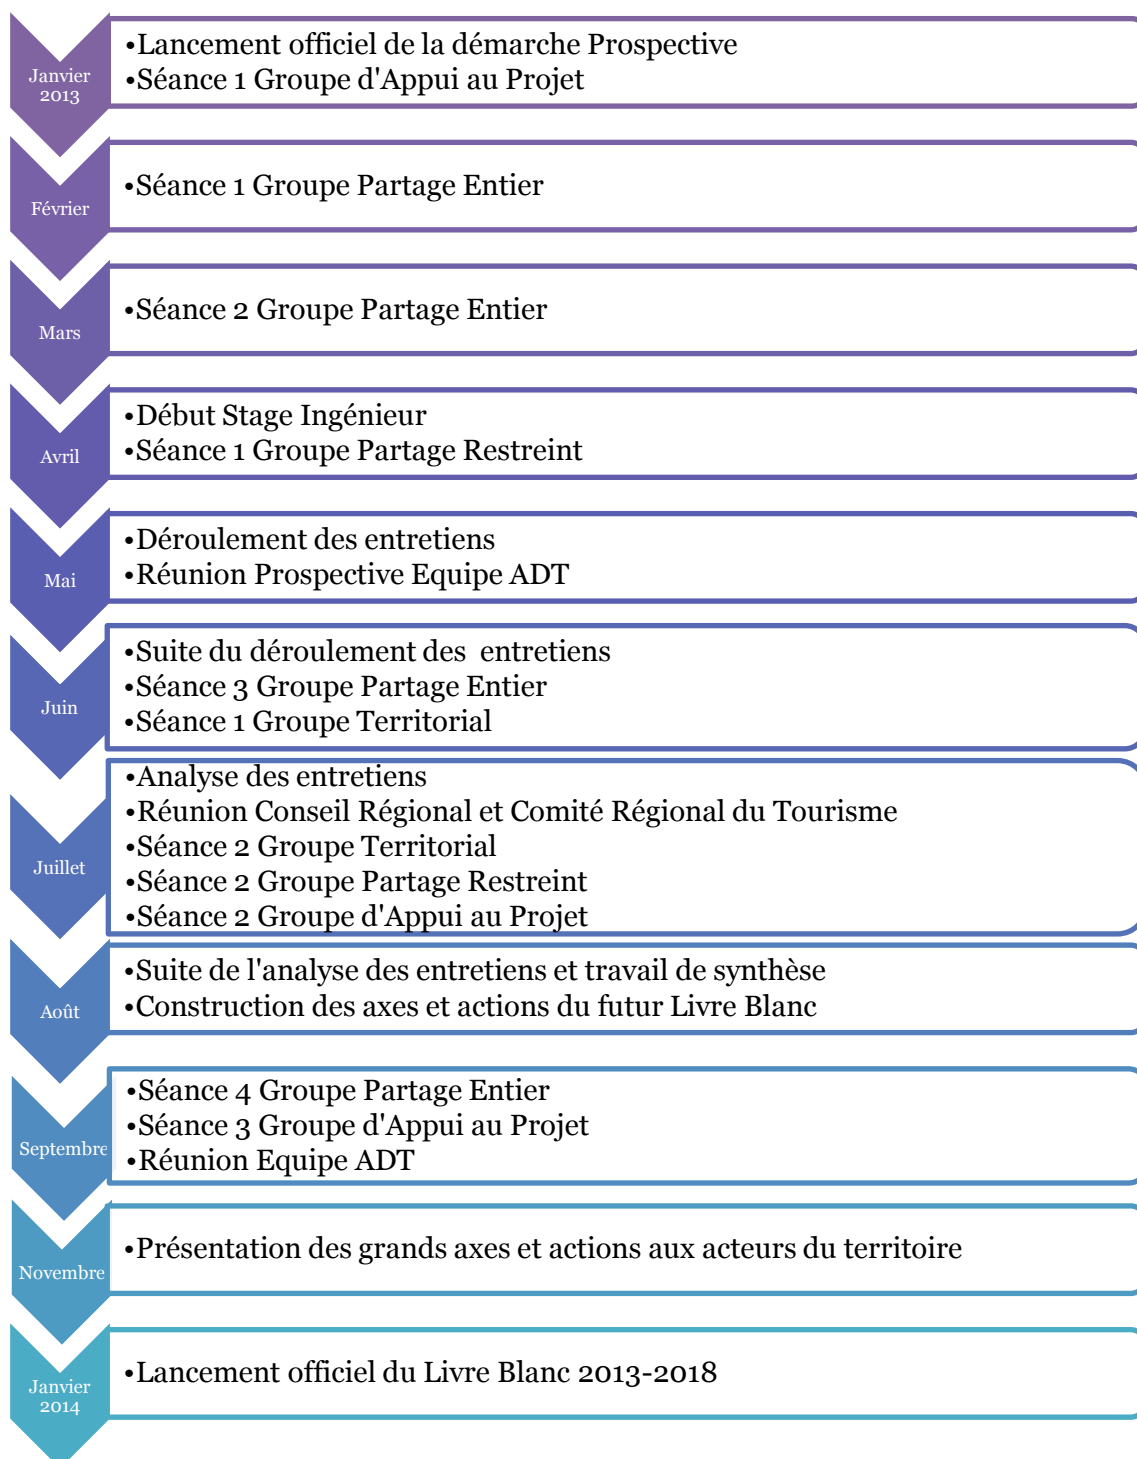 Janvier
2013
•Lancement officiel de la démarche Prospective
•Séance 1 Groupe d'Appui au Projet
Février
•Séance 1 Groupe Partage Entier
Mars
•Séance 2 Groupe Partage Entier
Avril
•Début Stage Ingénieur
•Séance 1 Groupe Partage Restreint
Mai
•Déroulement des entretiens
•Réunion Prospective Equipe ADT
Juin
•Suite du déroulement des  entretiens
•Séance 3 Groupe Partage Entier
•Séance 1 Groupe Territorial
Juillet
•Analyse des entretiens
•Réunion Conseil Régional et Comité Régional du Tourisme
•Séance 2 Groupe Territorial
•Séance 2 Groupe Partage Restreint
•Séance 2 Groupe d'Appui au Projet
Août
•Suite de l'analyse des entretiens et travail de synthèse
•Construction des axes et actions du futur Livre Blanc
Septembre
•Séance 4 Groupe Partage Entier
•Séance 3 Groupe d'Appui au Projet
•Réunion Equipe ADT
Novembre
•Présentation des grands axes et actions aux acteurs du territoire
Janvier
2014
•Lancement officiel du Livre Blanc 2013-2018